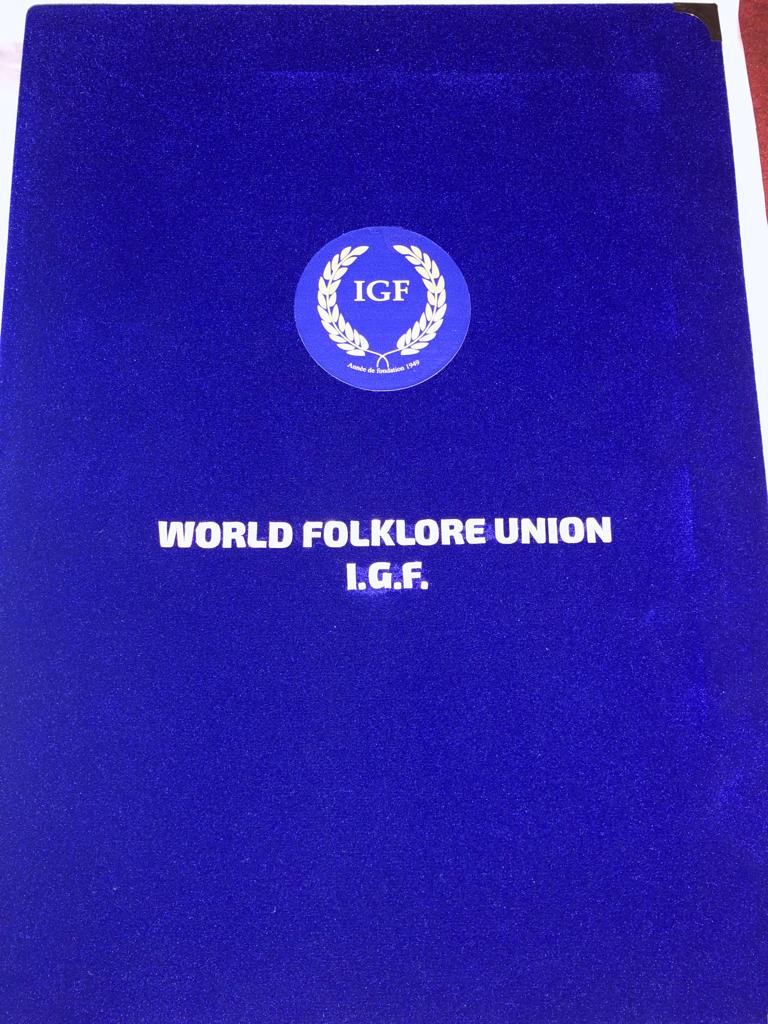 IGF
Année de fondation 1949
WORLD FOLKLORE UNION
I.G.F.